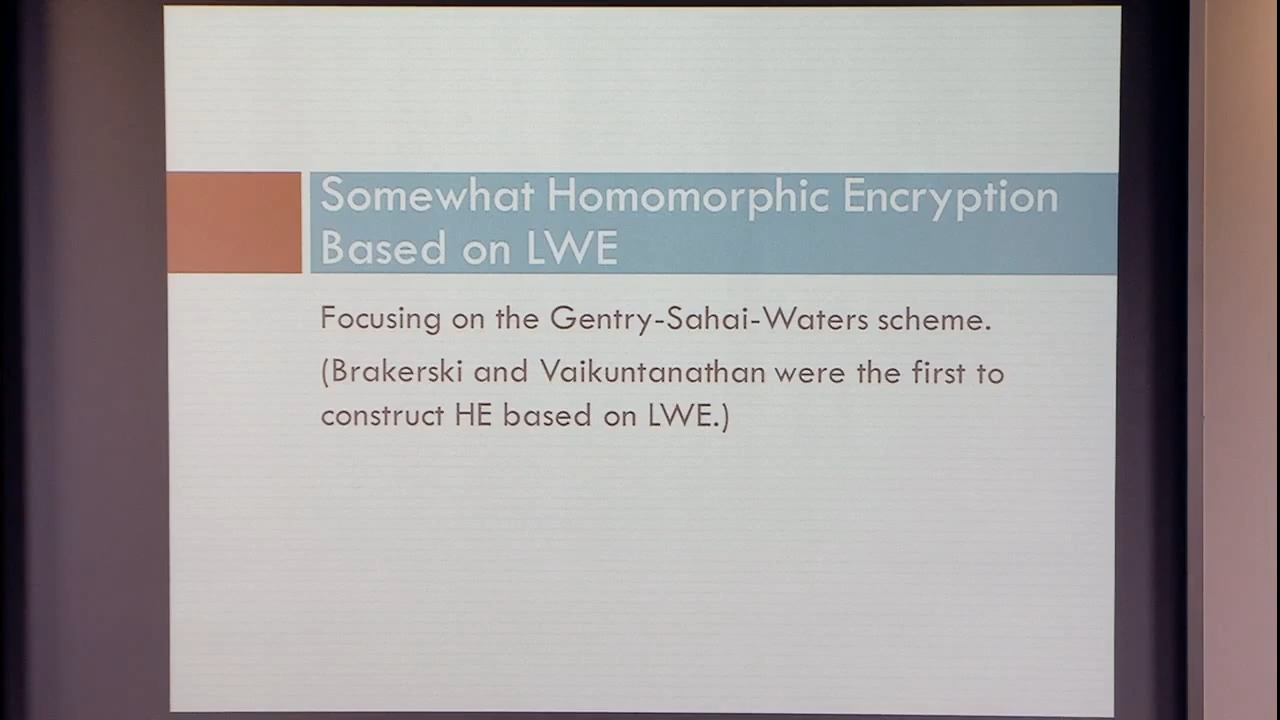 Somewhat Homomorphic Encryption
Based on LWE
Focusing on the Gentry-Sahai-Waters scheme.
(Brakerski and Vaikuntanathan were the first to
construct HE based on LWE.)